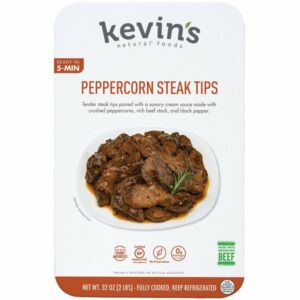 kevin's
natural foods
READY IN
5-MIN
PEPPERCORN STEAK TIPS
Tender steak tips paired with a savory cream sauce made with
crushed peppercorns, rich beef stock, and black pepper.
BEEF
NET WT. 32 OZ (2 LBS) - FULLY COOKED, KEEP REFRIGERATED